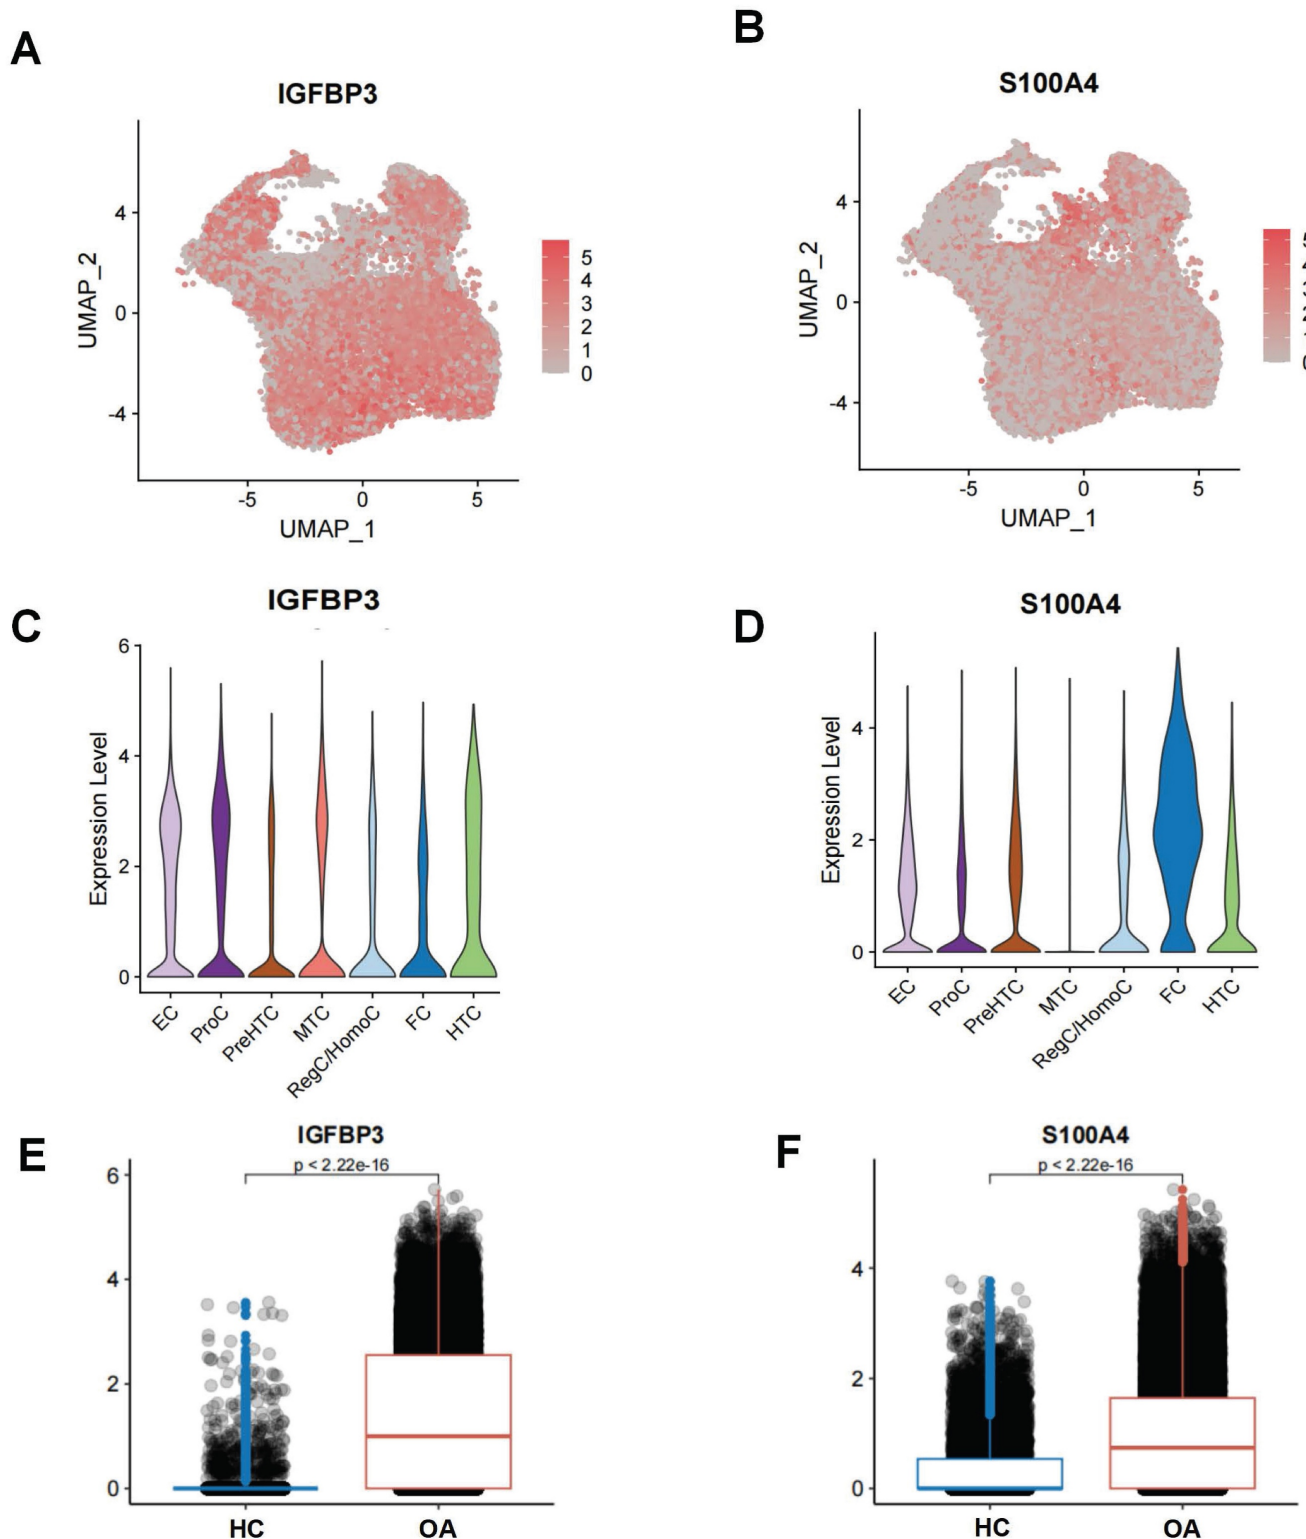 A
B
IGFBP3
S100A4
UMAP_2
4
0
-4
-5
0
5
UMAP_1
5
4
3
2
1
0
UMAP_2
4
0
-4
-5
0
5
UMAP_1
C
IGFBP3
D
S100A4
Expression Level
6
4
2
0
EC
ProC
PreHTC
MTC
RegC/HomoC
FC
HTC
Expression Level
4
2
0
EC
ProC
PreHTC
MTC
RegC/HomoC
FC
HTC
E
IGFBP3
p < 2.22e-16
6
4
2
0
HC
OA
F
S100A4
p < 2.22e-16
4
2
0
HC
OA